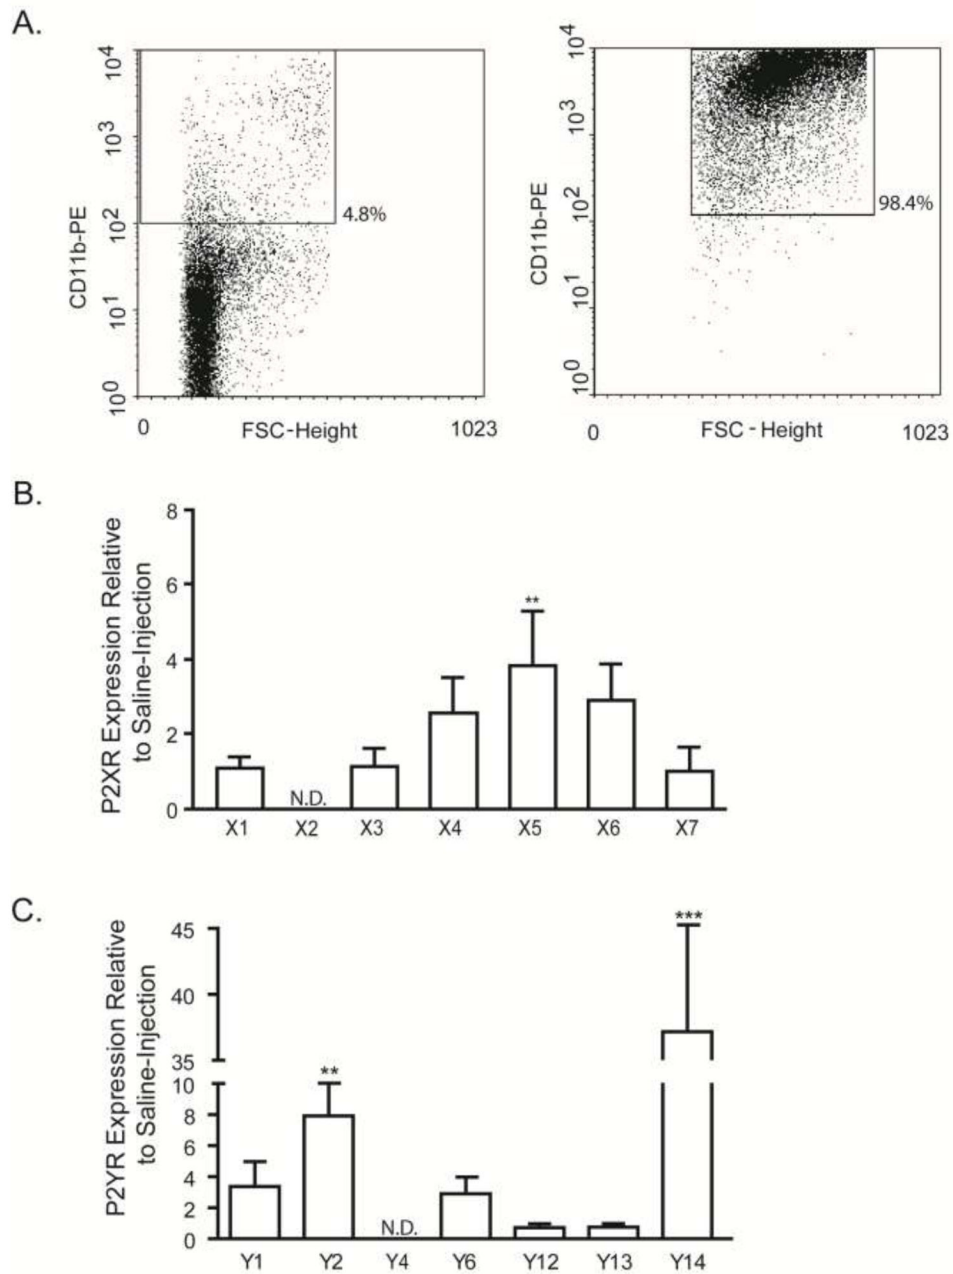 A.
10^4
10^3
10^2
10^1
10^0
CD11b-PE
4.8%
0
FSC-Height
1023
10^4
10^3
10^2
10^1
10^0
CD11b-PE
98.4%
0
FSC - Height
1023
B.
P2XR Expression Relative
to Saline-Injection
8
6
4
2
0
**
N.D.
X1 X2 X3 X4 X5 X6 X7
C.
P2YR Expression Relative
to Saline-Injection
45
40
35
10
8
6
4
2
0
**
***
N.D.
Y1 Y2 Y4 Y6 Y12 Y13 Y14